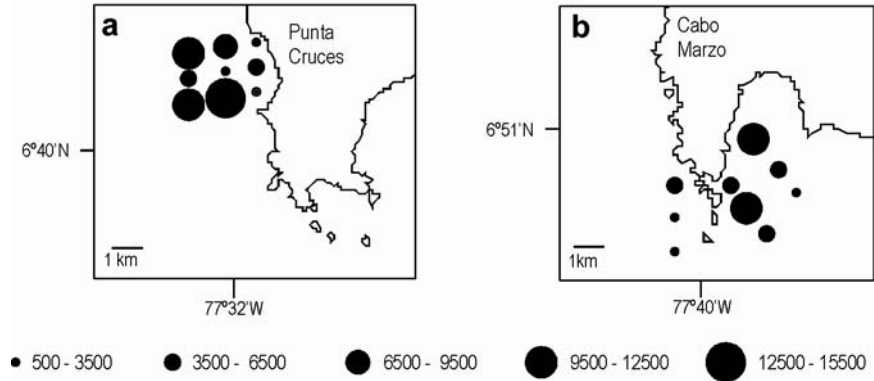 a
Punta
Cruces
6º40'N
1 km
77º32'W
b
Cabo
Marzo
6º51'N
1km
77º40'W
500 - 3500
3500 - 6500
6500 - 9500
9500 - 12500
12500 - 15500